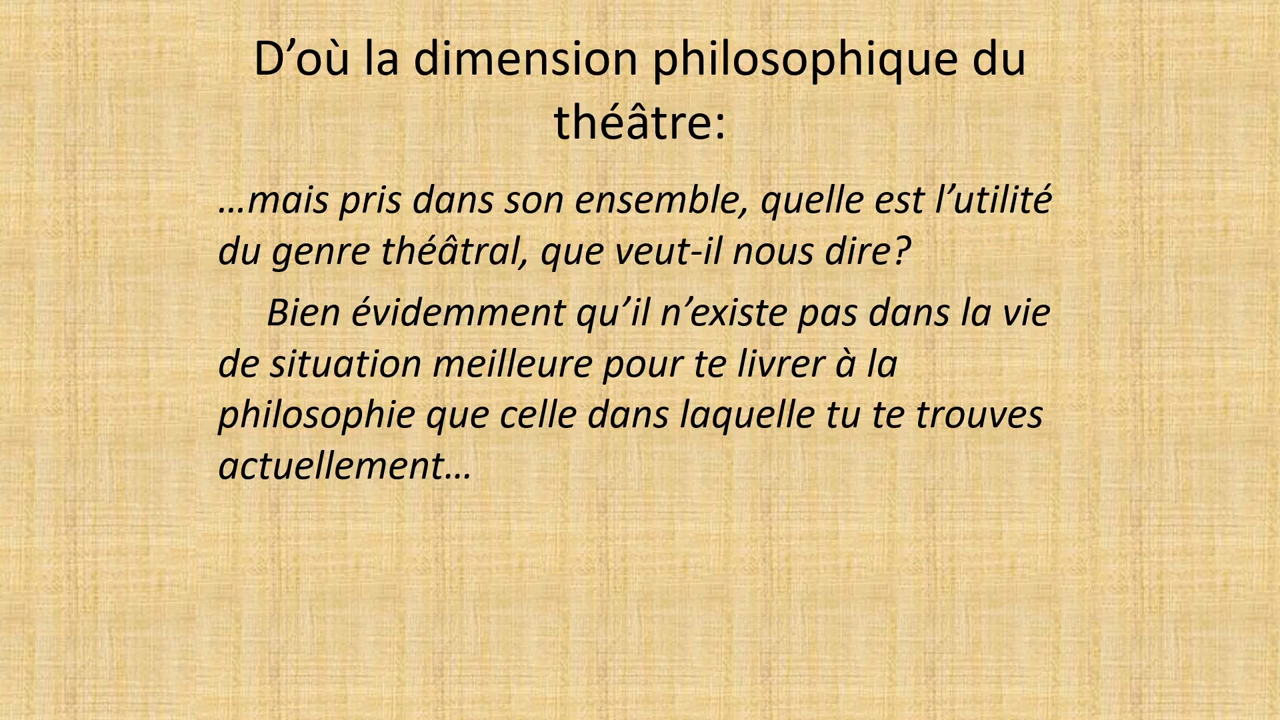 D’où la dimension philosophique du
théâtre:
…mais pris dans son ensemble, quelle est l’utilité
du genre théâtral, que veut-il nous dire?
Bien évidemment qu’il n’existe pas dans la vie
de situation meilleure pour te livrer à la
philosophie que celle dans laquelle tu te trouves
actuellement…